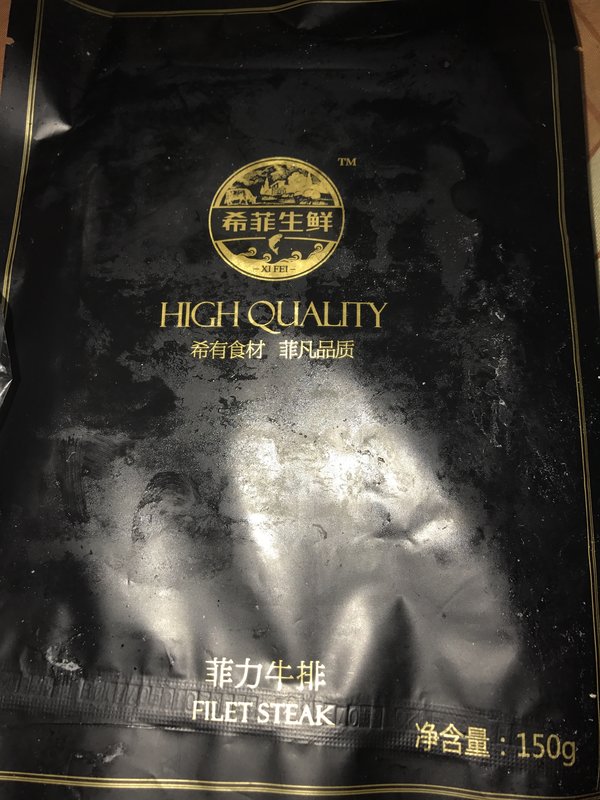 TM
希菲生鲜
XI FEI
HIGH QUALITY
希有食材 菲凡品质
菲力牛排
FILET STEAK
净含量：150g